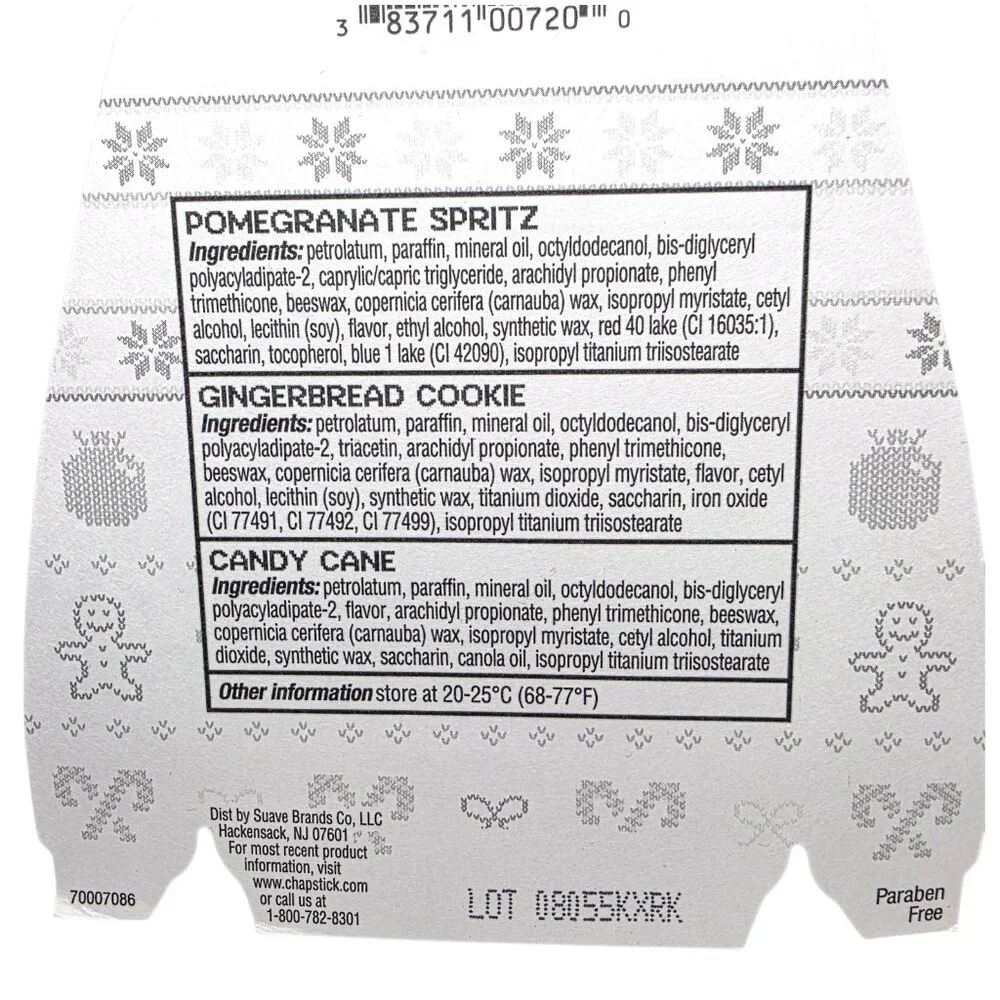 3 83711 00720 0
POMEGRANATE SPRITZ
Ingredients: petrolatum, paraffin, mineral oil, octyldodecanol, bis-diglyceryl
polyacyladipate-2, caprylic/capric triglyceride, arachidyl propionate, phenyl
trimethicone, beeswax, copernicia cerifera (carnauba) wax, isopropyl myristate, cetyl
alcohol, lecithin (soy), flavor, ethyl alcohol, synthetic wax, red 40 lake (CI 16035:1),
saccharin, tocopherol, blue 1 lake (CI 42090), isopropyl titanium triisostearate
GINGERBREAD COOKIE
Ingredients: petrolatum, paraffin, mineral oil, octyldodecanol, bis-diglyceryl
polyacyladipate-2, triacetin, arachidyl propionate, phenyl trimethicone,
beeswax, copernicia cerifera (carnauba) wax, isopropyl myristate, flavor, cetyl
alcohol, lecithin (soy), synthetic wax, titanium dioxide, saccharin, iron oxide
(CI 77491, CI 77492, CI 77499), isopropyl titanium triisostearate
CANDY CANE
Ingredients: petrolatum, paraffin, mineral oil, octyldodecanol, bis-diglyceryl
polyacyladipate-2, flavor, arachidyl propionate, phenyl trimethicone, beeswax,
copernicia cerifera (carnauba) wax, isopropyl myristate, cetyl alcohol, titanium
dioxide, synthetic wax, saccharin, canola oil, isopropyl titanium triisostearate
Other information store at 20-25°C (68-77°F)
Dist by Suave Brands Co, LLC
Hackensack, NJ 07601
For most recent product
information, visit
www.chapstick.com
or call us at
1-800-782-8301
70007086
LOT 08055KXRK
Paraben
Free